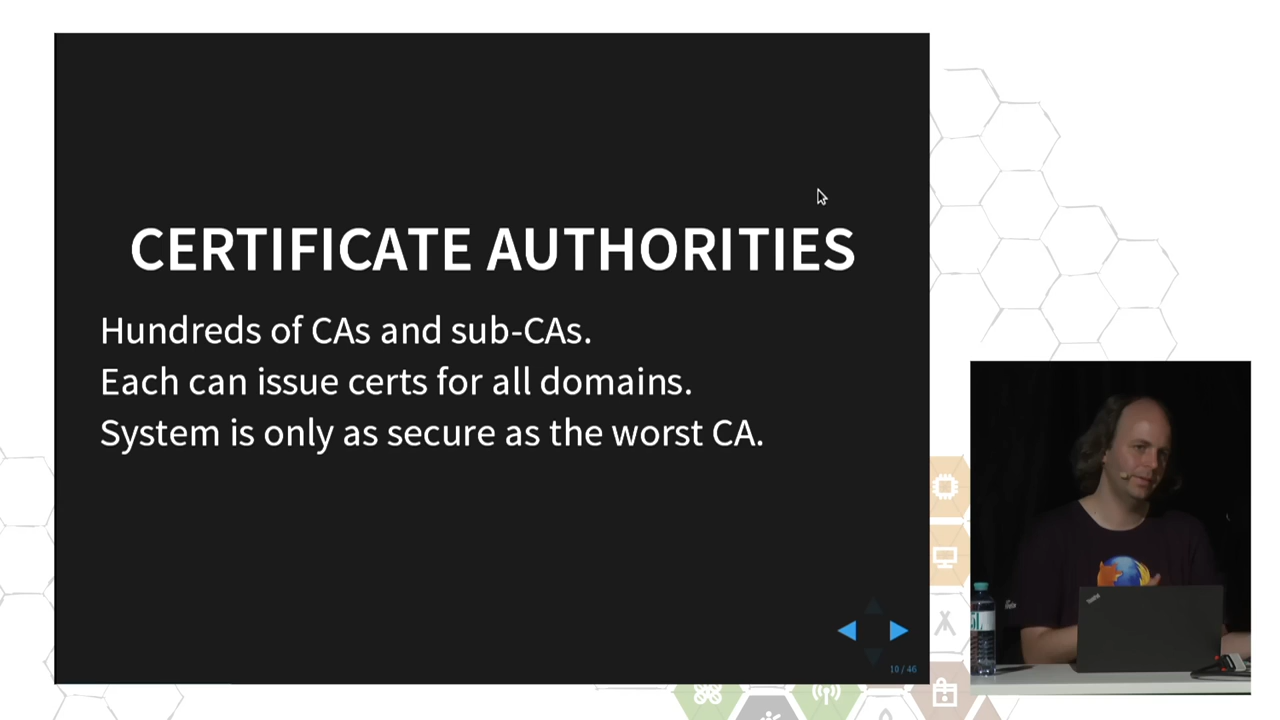 CERTIFICATE AUTHORITIES
Hundreds of CAs and sub-CAs.
Each can issue certs for all domains.
System is only as secure as the worst CA.
10 / 46
ThinkPad